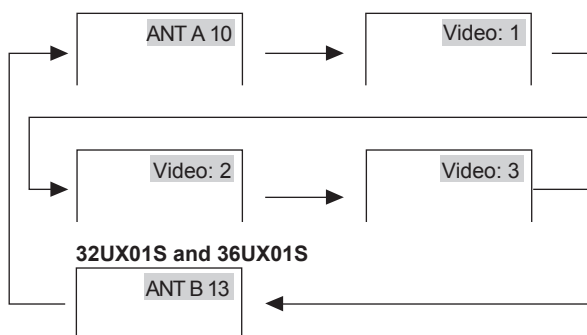 ANT A 10
Video: 1
Video: 2
Video: 3
32UX01S and 36UX01S
ANT B 13